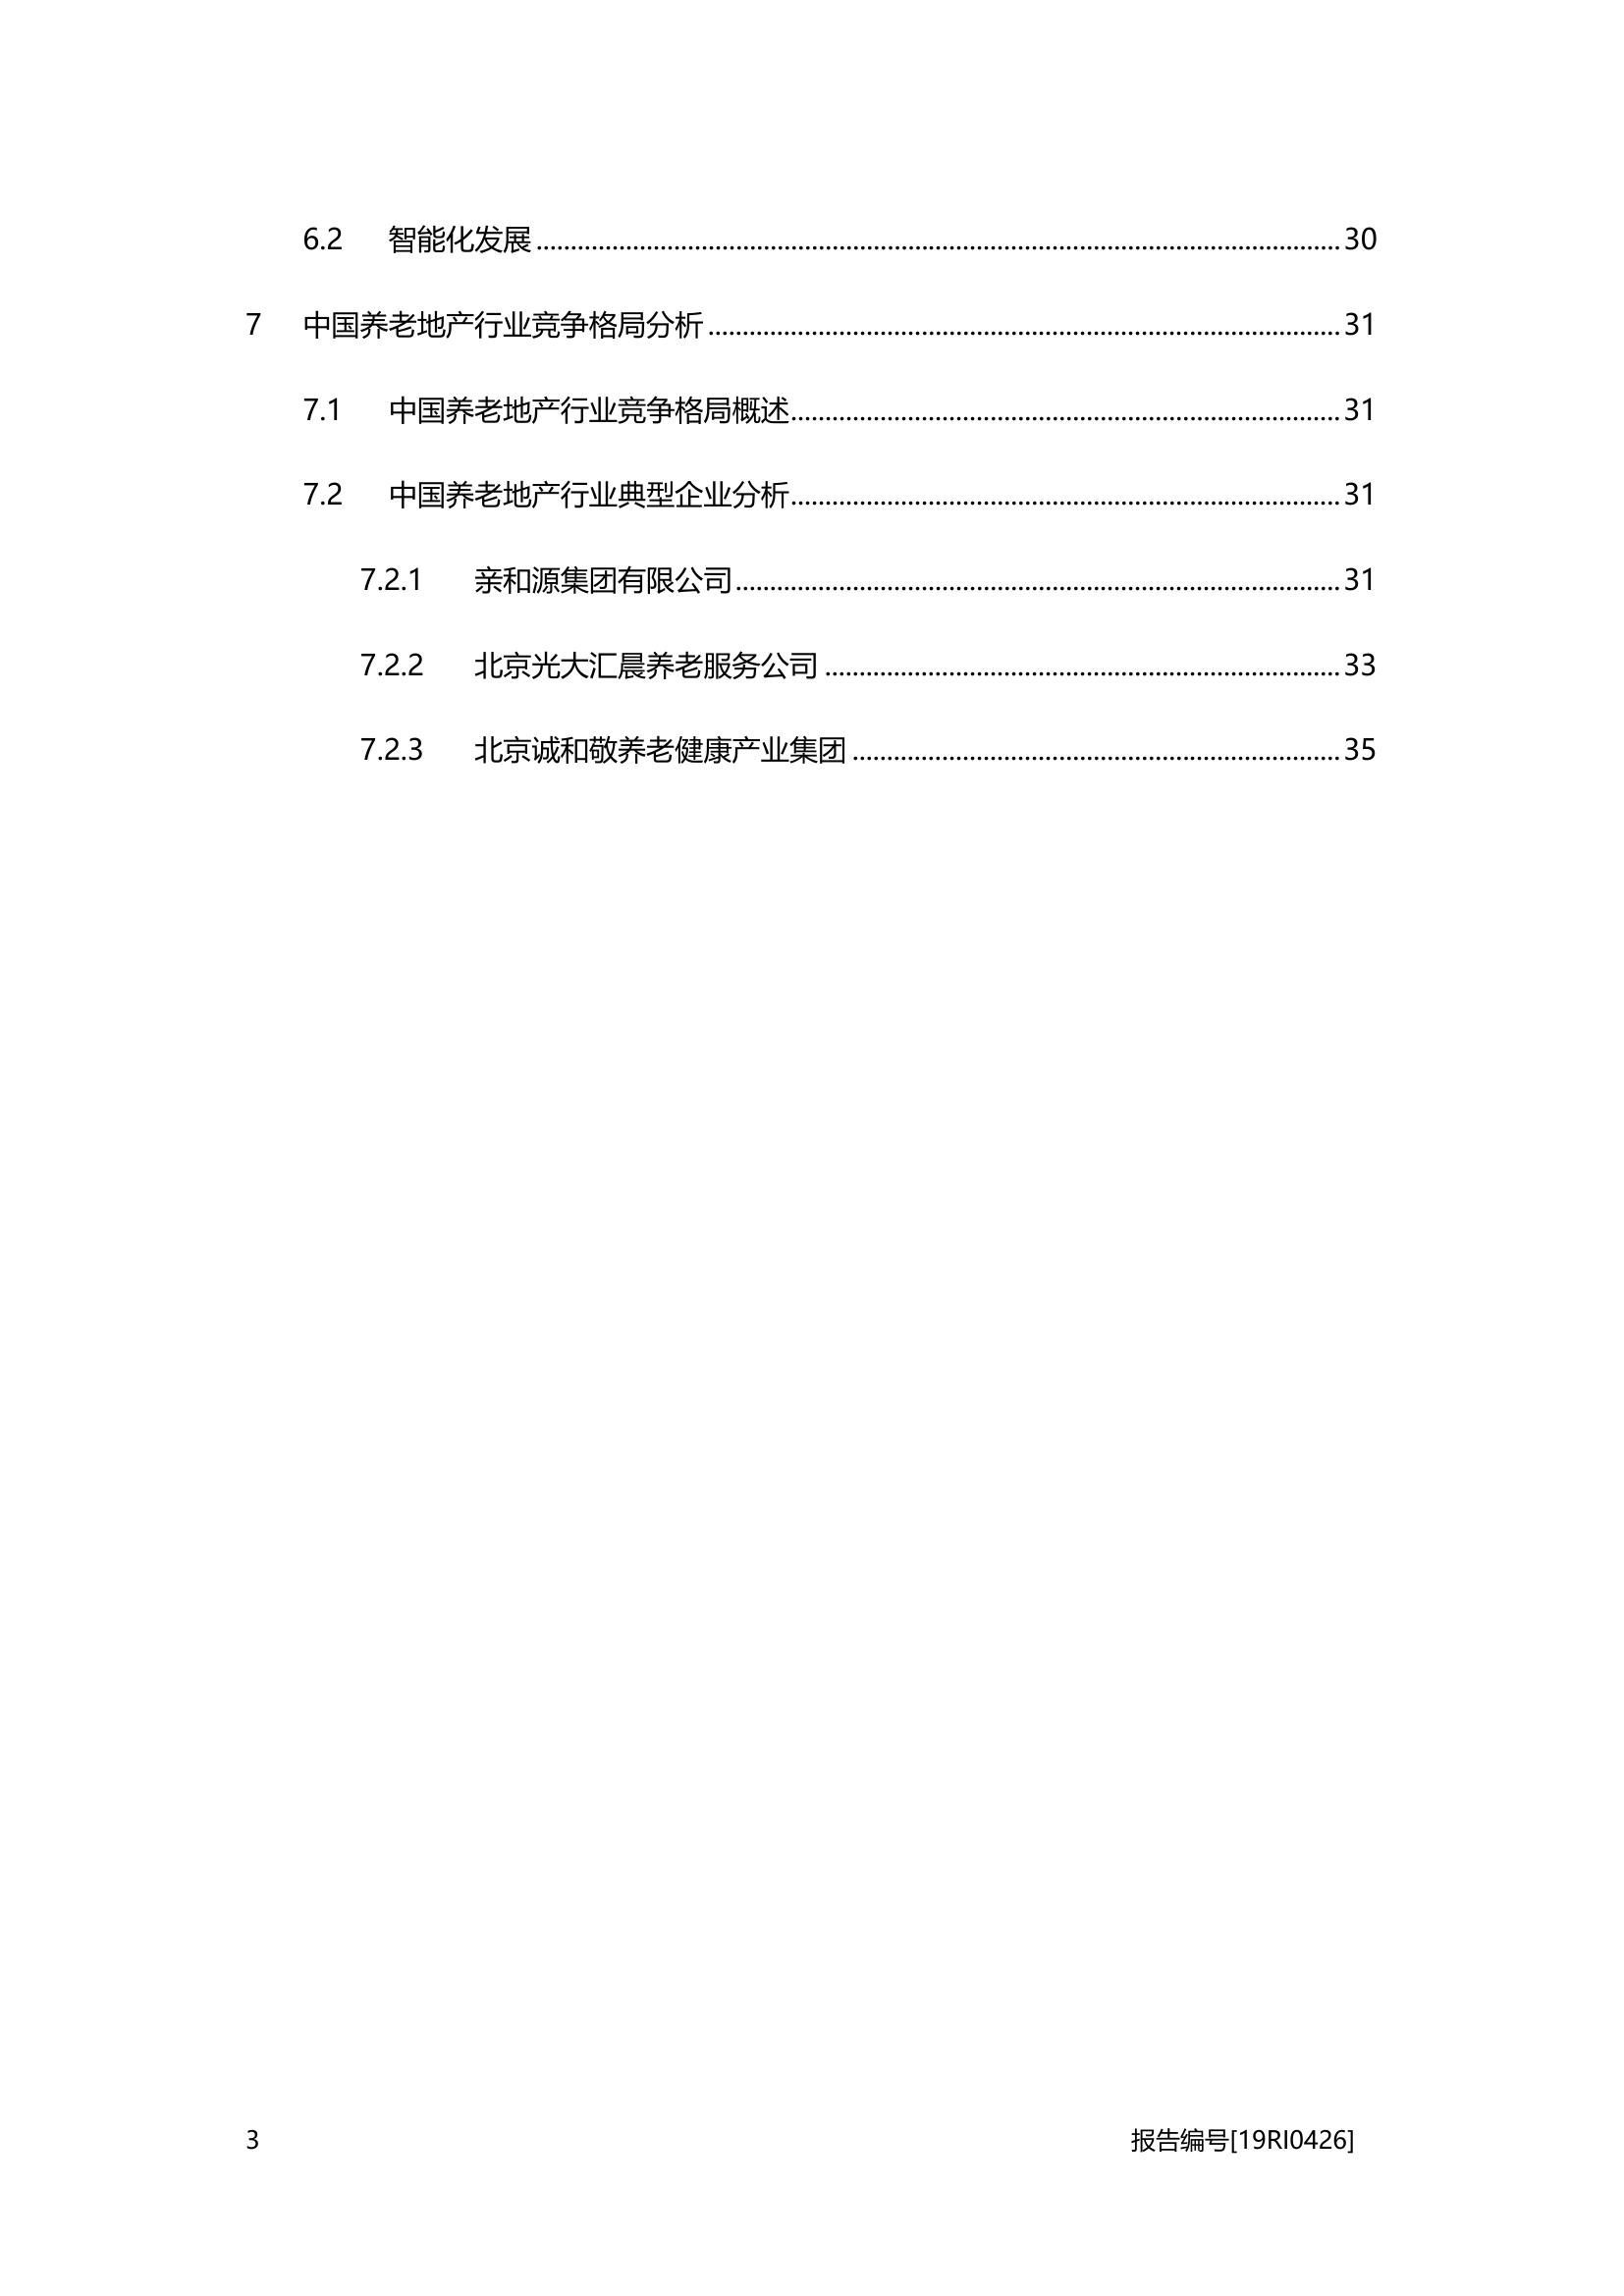 6.2 智能化发展 ........................................................................................................................ 30
7 中国养老地产行业竞争格局分析 ............................................................................................. 31
7.1 中国养老地产行业竞争格局概述................................................................................. 31
7.2 中国养老地产行业典型企业分析................................................................................. 31
7.2.1 亲和源集团有限公司......................................................................................... 31
7.2.2 北京光大汇晨养老服务公司 ............................................................................ 33
7.2.3 北京诚和敬养老健康产业集团 ........................................................................ 35
3 报告编号[19RI0426]